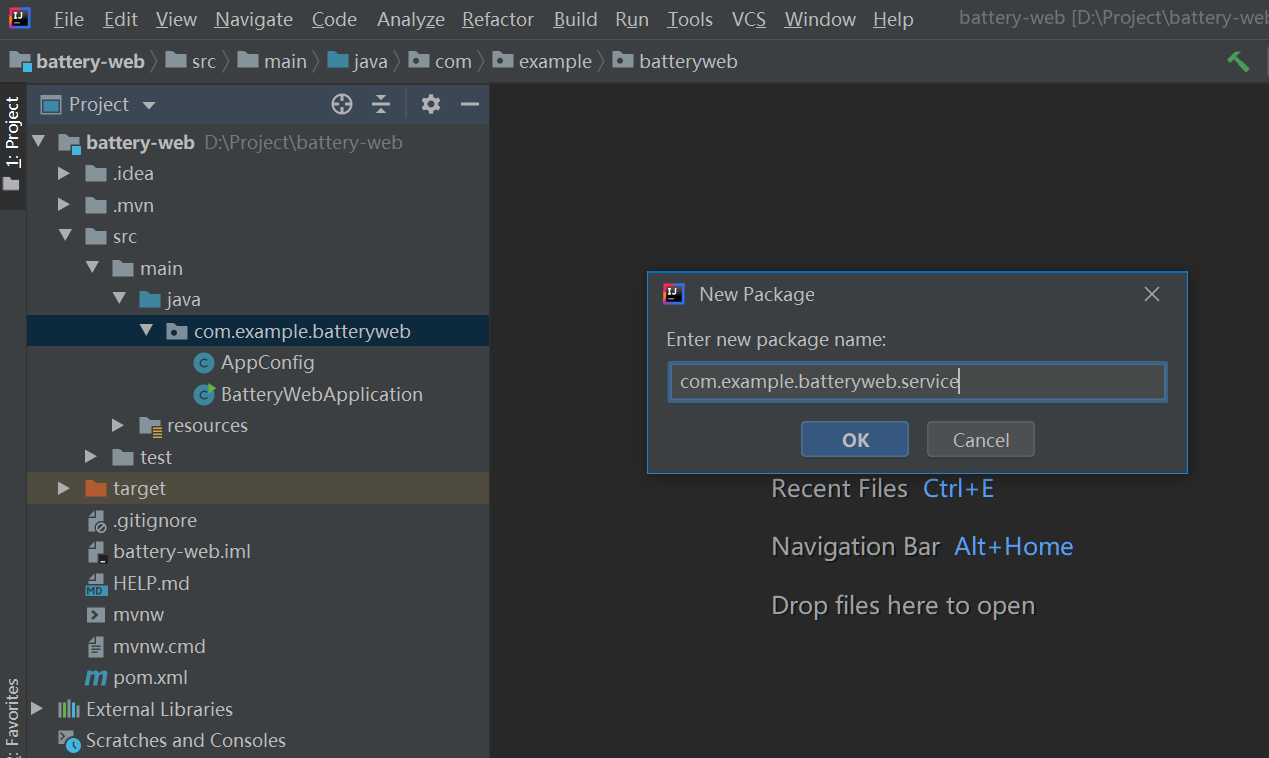 File Edit View Navigate Code Analyze Refactor Build Run Tools VCS Window Help battery-web [D:\Project\battery-web
battery-web src main java com example batteryweb
1: Project
Project
battery-web D:\Project\battery-web
.idea
.mvn
src
main
java
com.example.batteryweb
AppConfig
BatteryWebApplication
resources
test
target
.gitignore
battery-web.iml
HELP.md
mvnw
mvnw.cmd
pom.xml
External Libraries
Scratches and Consoles
Favorites
New Package
Enter new package name:
com.example.batteryweb.service
OK Cancel
Recent Files Ctrl+E
Navigation Bar Alt+Home
Drop files here to open